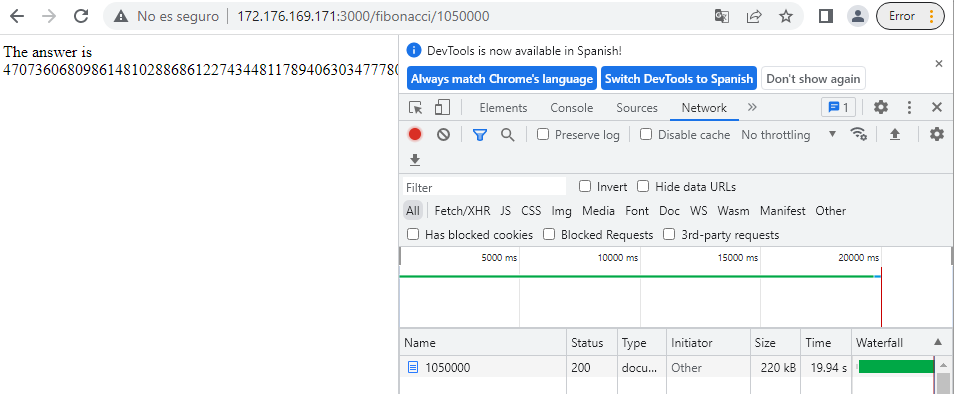 No es seguro 172.176.169.171:3000/fibonacci/1050000 Error
The answer is
4707360680986148102886861227434481178940630347778
DevTools is now available in Spanish!
Always match Chrome's language Switch DevTools to Spanish Don't show again
Elements Console Sources Network 1
Preserve log Disable cache No throttling
Filter Invert Hide data URLs
All Fetch/XHR JS CSS Img Media Font Doc WS Wasm Manifest Other
Has blocked cookies Blocked Requests 3rd-party requests
5000 ms 10000 ms 15000 ms 20000 ms
Name Status Type Initiator Size Time Waterfall
1050000 200 docu... Other 220 kB 19.94 s